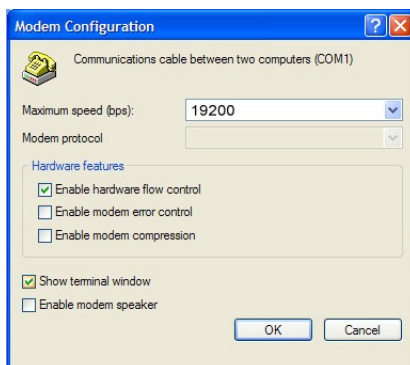 Modem Configuration
Communications cable between two computers (COM1)
Maximum speed (bps):
19200
Modem protocol
Hardware features
Enable hardware flow control
Enable modem error control
Enable modem compression
Show terminal window
Enable modem speaker
OK
Cancel